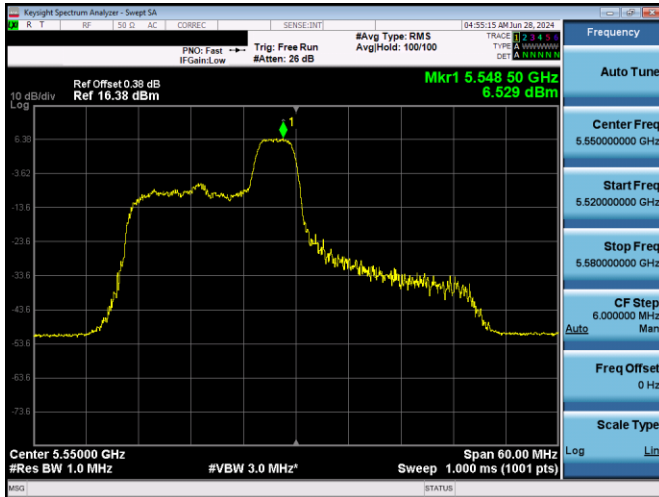 Keysight Spectrum Analyzer - Swept SA
R T RF 50 Ω AC CORREC SENSE:INT 04:55:15 AM Jun 28, 2024
PNO: Fast Trig: Free Run #Avg Type: RMS TRACE 1 2 3 4 5 6
IFGain:Low #Atten: 26 dB Avg|Hold: 100/100 TYPE A WWWWW
DET A N N N N N
Frequency
Mkr1 5.548 50 GHz
6.529 dBm
Ref Offset 0.38 dB
10 dB/div Ref 16.38 dBm
Log
1
6.38
-3.62
-13.6
-23.6
-33.6
-43.6
-53.6
-63.6
-73.6
Center 5.55000 GHz Span 60.00 MHz
#Res BW 1.0 MHz #VBW 3.0 MHz* Sweep 1.000 ms (1001 pts)
MSG STATUS
Auto Tune
Center Freq
5.550000000 GHz
Start Freq
5.520000000 GHz
Stop Freq
5.580000000 GHz
CF Step
6.000000 MHz
Auto Man
Freq Offset
0 Hz
Scale Type
Log Lin